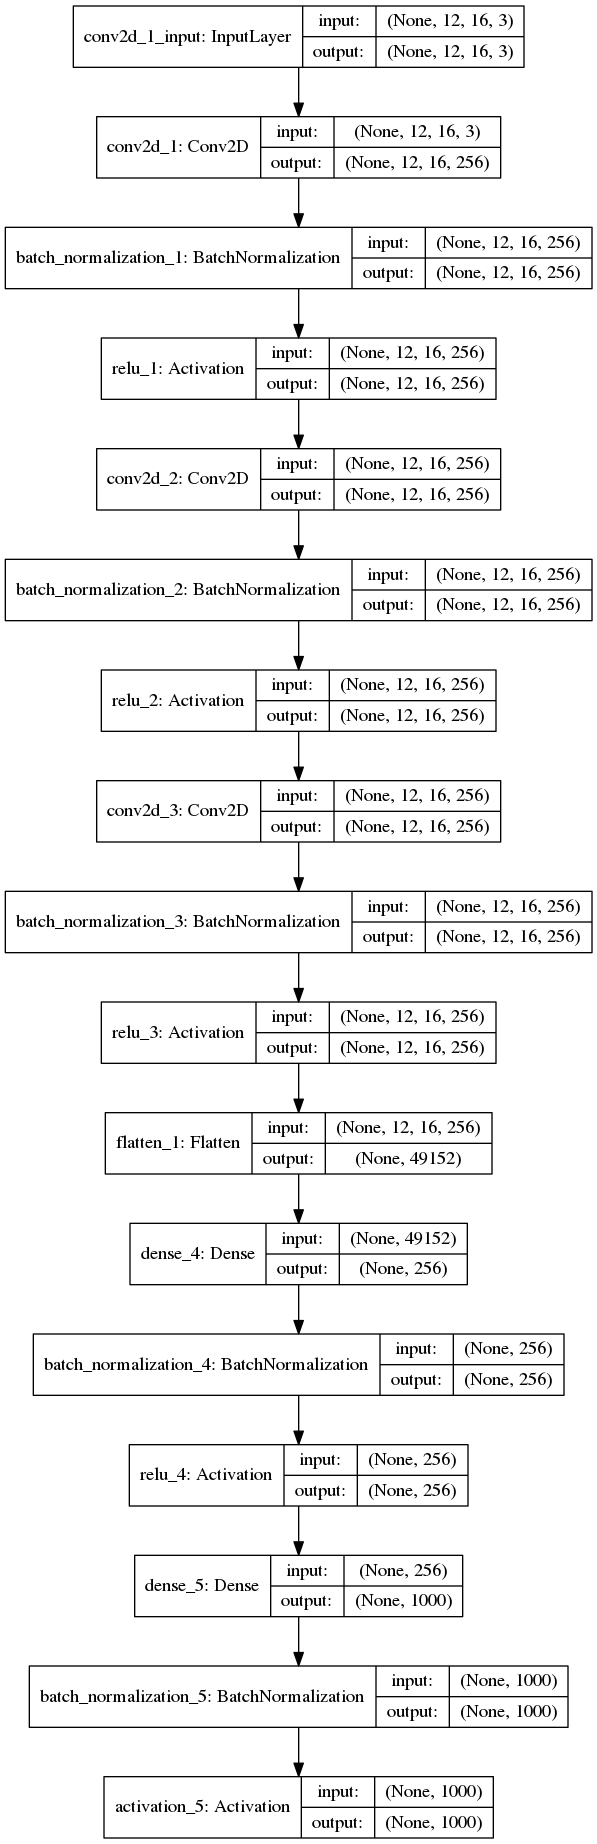 conv2d_1_input: InputLayer
input: (None, 12, 16, 3)
output: (None, 12, 16, 3)
conv2d_1: Conv2D
input: (None, 12, 16, 3)
output: (None, 12, 16, 256)
batch_normalization_1: BatchNormalization
input: (None, 12, 16, 256)
output: (None, 12, 16, 256)
relu_1: Activation
input: (None, 12, 16, 256)
output: (None, 12, 16, 256)
conv2d_2: Conv2D
input: (None, 12, 16, 256)
output: (None, 12, 16, 256)
batch_normalization_2: BatchNormalization
input: (None, 12, 16, 256)
output: (None, 12, 16, 256)
relu_2: Activation
input: (None, 12, 16, 256)
output: (None, 12, 16, 256)
conv2d_3: Conv2D
input: (None, 12, 16, 256)
output: (None, 12, 16, 256)
batch_normalization_3: BatchNormalization
input: (None, 12, 16, 256)
output: (None, 12, 16, 256)
relu_3: Activation
input: (None, 12, 16, 256)
output: (None, 12, 16, 256)
flatten_1: Flatten
input: (None, 12, 16, 256)
output: (None, 49152)
dense_4: Dense
input: (None, 49152)
output: (None, 256)
batch_normalization_4: BatchNormalization
input: (None, 256)
output: (None, 256)
relu_4: Activation
input: (None, 256)
output: (None, 256)
dense_5: Dense
input: (None, 256)
output: (None, 1000)
batch_normalization_5: BatchNormalization
input: (None, 1000)
output: (None, 1000)
activation_5: Activation
input: (None, 1000)
output: (None, 1000)